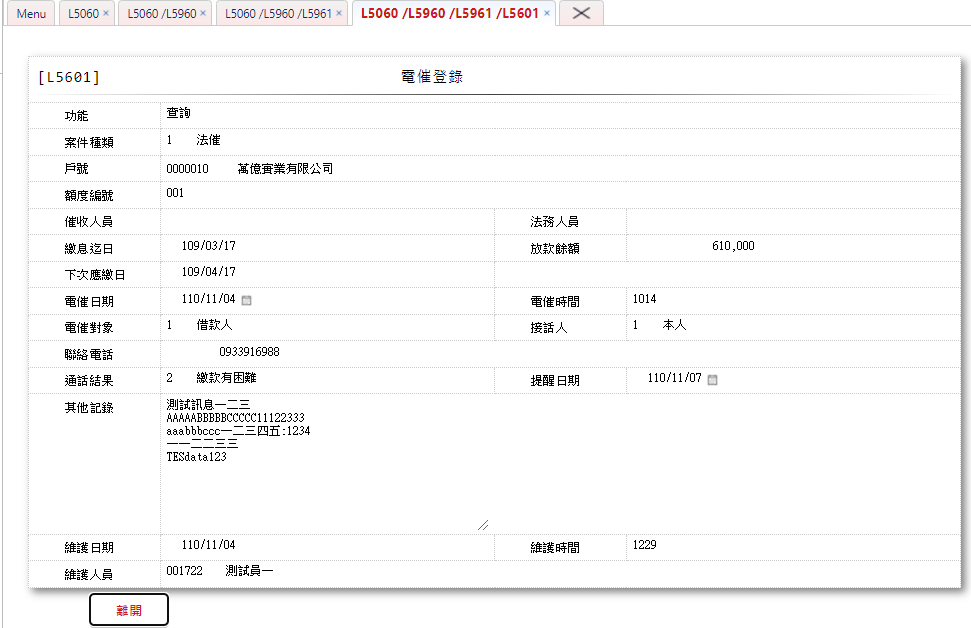 Menu L5060 × L5060 /L5960 × L5060 /L5960 /L5961 × L5060 /L5960 /L5961 /L5601 ×
[L5601] 電催登錄
功能 查詢
案件種類 1 法催
戶號 0000010 萬億實業有限公司
額度編號 001
催收人員 法務人員
繳息迄日 109/03/17 放款餘額 610,000
下次應繳日 109/04/17
電催日期 110/11/04 電催時間 1014
電催對象 1 借款人 接話人 1 本人
聯絡電話 0933916988
通話結果 2 繳款有困難 提醒日期 110/11/07
其他記錄 測試訊息一二三
AAAAABBBBBCCCCC11122333
aaabbbccc一二三四五:1234
一一二二三三
TESdata123
維護日期 110/11/04 維護時間 1229
維護人員 001722 測試員一
離開